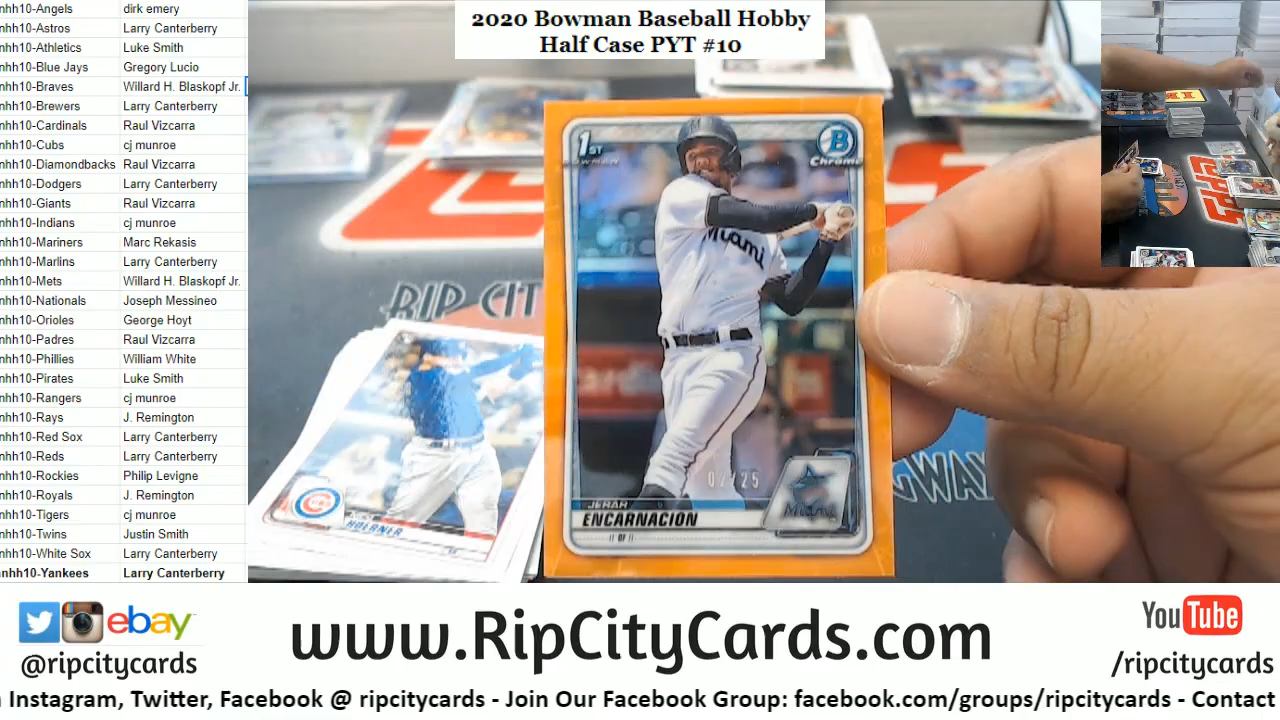 2020 Bowman Baseball Hobby
Half Case PYT #10
nhh10-Angels dirk emery
nhh10-Astros Larry Canterberry
nhh10-Athletics Luke Smith
nhh10-Blue Jays Gregory Lucio
nhh10-Braves Willard H. Blaskopf Jr.
nhh10-Brewers Larry Canterberry
nhh10-Cardinals Raul Vizcarra
nhh10-Cubs cj munroe
nhh10-Diamondbacks Raul Vizcarra
nhh10-Dodgers Larry Canterberry
nhh10-Giants Raul Vizcarra
nhh10-Indians cj munroe
nhh10-Mariners Marc Rekasis
nhh10-Marlins Larry Canterberry
nhh10-Mets Willard H. Blaskopf Jr.
nhh10-Nationals Joseph Messineo
nhh10-Orioles George Hoyt
nhh10-Padres Raul Vizcarra
nhh10-Phillies William White
nhh10-Pirates Luke Smith
nhh10-Rangers cj munroe
nhh10-Rays J. Remington
nhh10-Red Sox Larry Canterberry
nhh10-Reds Larry Canterberry
nhh10-Rockies Philip Levigne
nhh10-Royals J. Remington
nhh10-Tigers cj munroe
nhh10-Twins Justin Smith
nhh10-White Sox Larry Canterberry
nhh10-Yankees Larry Canterberry
1ST
BOWMAN
B
Chrome
Miami
JERAR
ENCARNACION
OF
Miami
RIP CIT
HOERNER
ebay
@ripcitycards
www.RipCityCards.com
YouTube
/ripcitycards
Instagram, Twitter, Facebook @ ripcitycards - Join Our Facebook Group: facebook.com/groups/ripcitycards - Contact